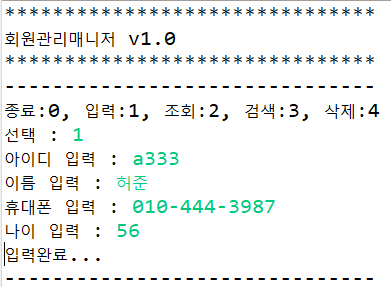 *******************************
회원관리매니저 v1.0
*******************************
-------------------------------
종료:0, 입력:1, 조회:2, 검색:3, 삭제:4
선택 : 1
아이디 입력 : a333
이름 입력 : 허준
휴대폰 입력 : 010-444-3987
나이 입력 : 56
입력완료...
-------------------------------